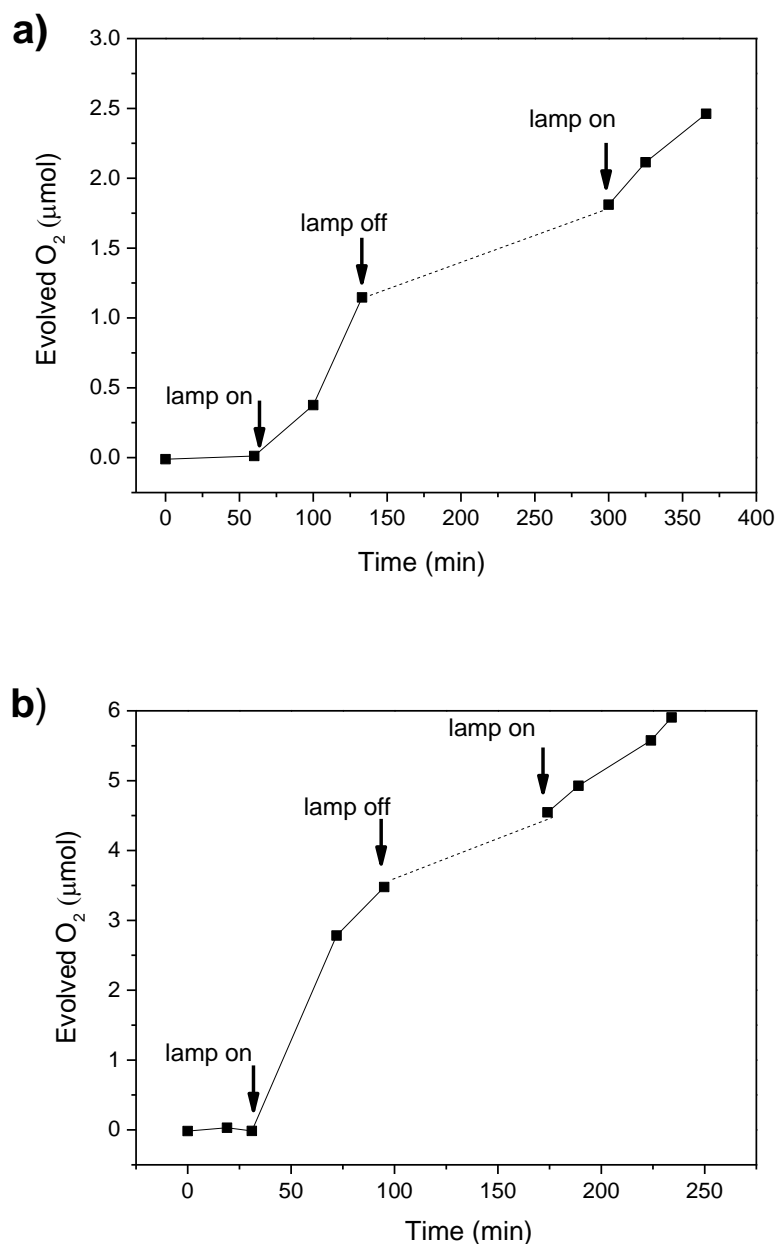 a)
3.0
2.5
2.0
1.5
1.0
0.5
0.0
Evolved O₂ (μmol)
lamp on
lamp off
lamp on
0 50 100 150 200 250 300 350 400
Time (min)
b)
6
5
4
3
2
1
0
Evolved O₂ (μmol)
lamp on
lamp off
lamp on
0 50 100 150 200 250
Time (min)